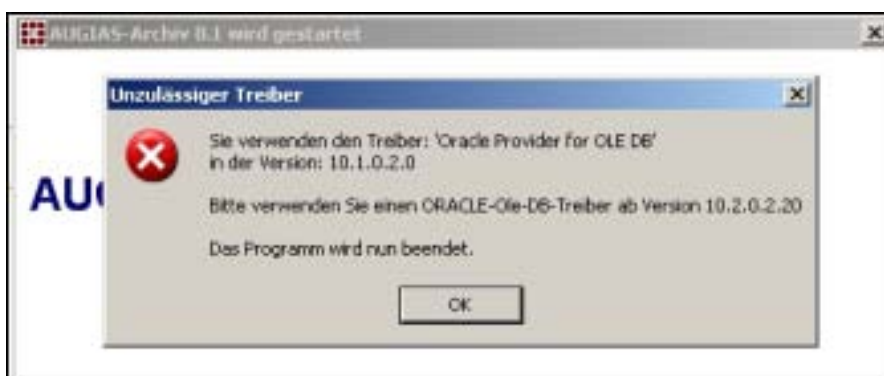 AUGIAS-Archiv 8.1 wird gestartet
Unzulässiger Treiber
Sie verwenden den Treiber: 'Oracle Provider for OLE DB'
in der Version: 10.1.0.2.0
Bitte verwenden Sie einen ORACLE-Ole-DB-Treiber ab Version 10.2.0.2.20
Das Programm wird nun beendet.
AU
OK